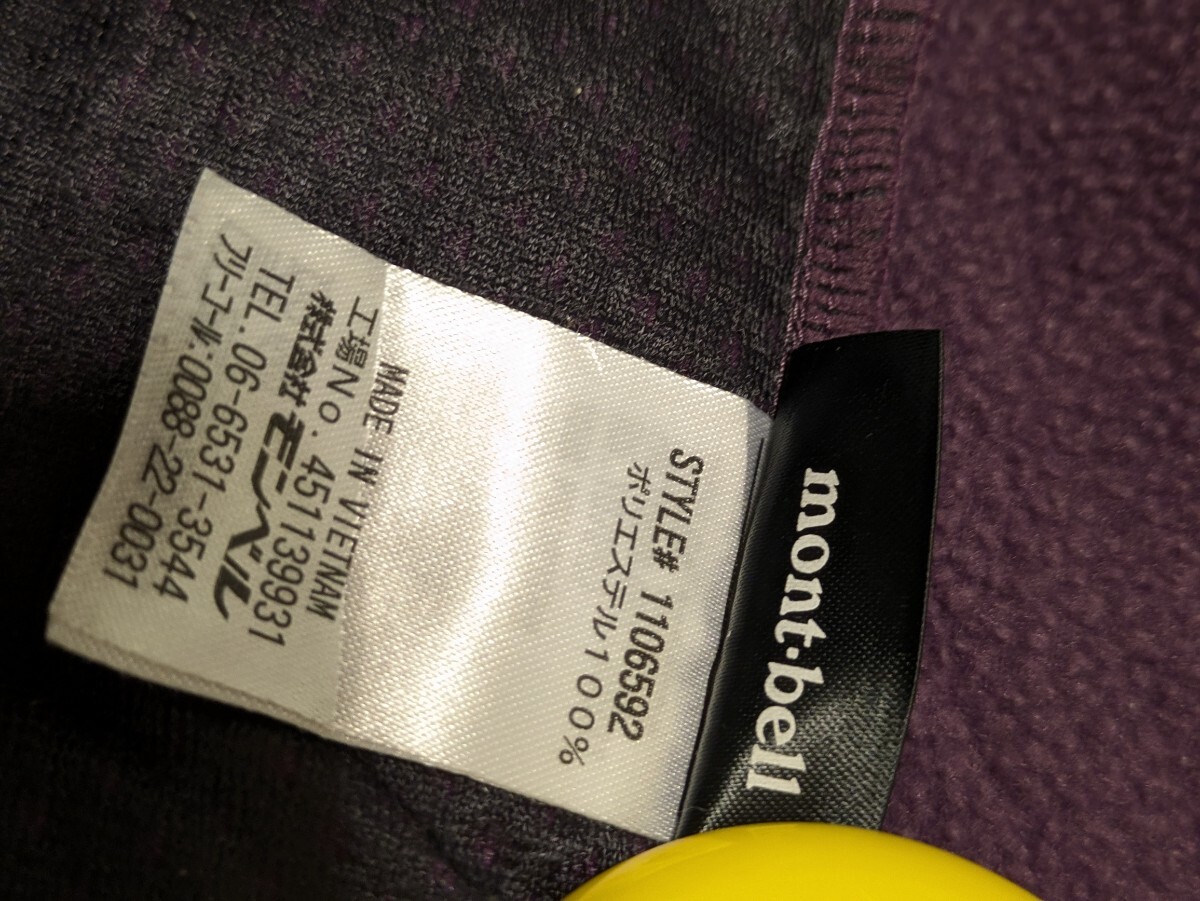 mont·bell
STYLE# 1106592
ポリエステル100%
MADE IN VIETNAM
工場No. 451139931
株式会社 モンベル
TEL. 06-6531-3544
フリーコール:0088-22-0031